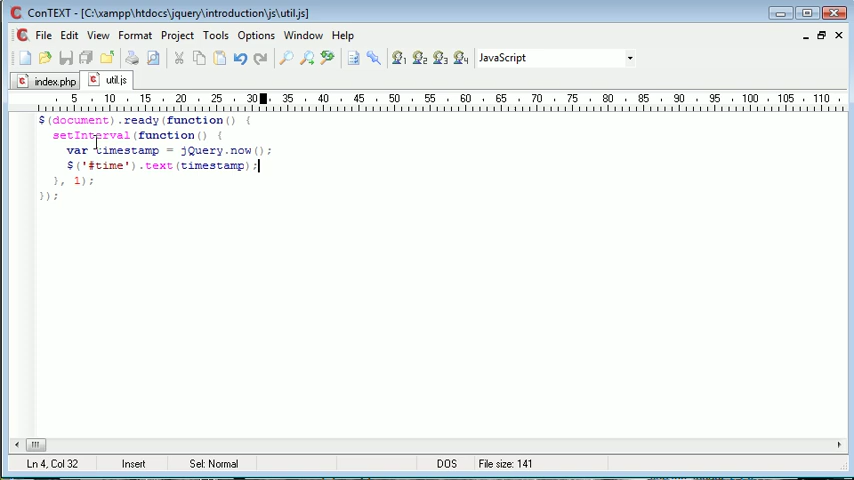 ConTEXT - [C:\xampp\htdocs\jquery\introduction\js\util.js]
File Edit View Format Project Tools Options Window Help
JavaScript
index.php util.js
5 10 15 20 25 30 35 40 45 50 55 60 65 70 75 80 85 90 95 100 105 110
$(document).ready(function() {
setInterval(function() {
var timestamp = jQuery.now();
$('#time').text(timestamp);
}, 1);
});
Ln 4, Col 32 Insert Sel: Normal DOS File size: 141